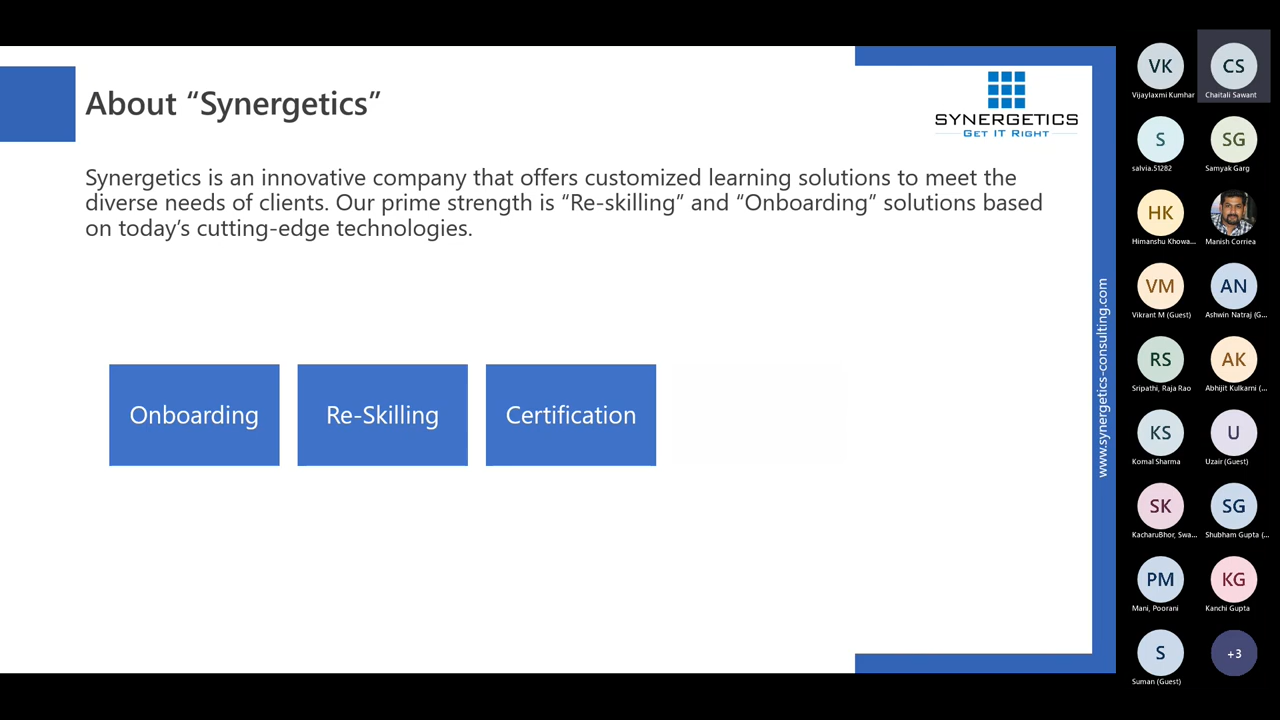 About “Synergetics”
SYNERGETICS
GET IT RIGHT
Synergetics is an innovative company that offers customized learning solutions to meet the
diverse needs of clients. Our prime strength is “Re-skilling” and “Onboarding” solutions based
on today’s cutting-edge technologies.
Onboarding
Re-Skilling
Certification
www.synergetics-consulting.com
VK
Vijaylaxmi Kumhar
CS
Chaitali Sawant
S
salvia.51282
SG
Samyak Garg
HK
Himanshu Khowa...
Manish Corriea
VM
Vikrant M (Guest)
AN
Ashwin Natraj (G...
RS
Sripathi, Raja Rao
AK
Abhijit Kulkarni (...
KS
Komal Sharma
U
Uzair (Guest)
SK
KacharuBhor, Swa...
SG
Shubham Gupta (...
PM
Mani, Poorani
KG
Kanchi Gupta
S
Suman (Guest)
+3